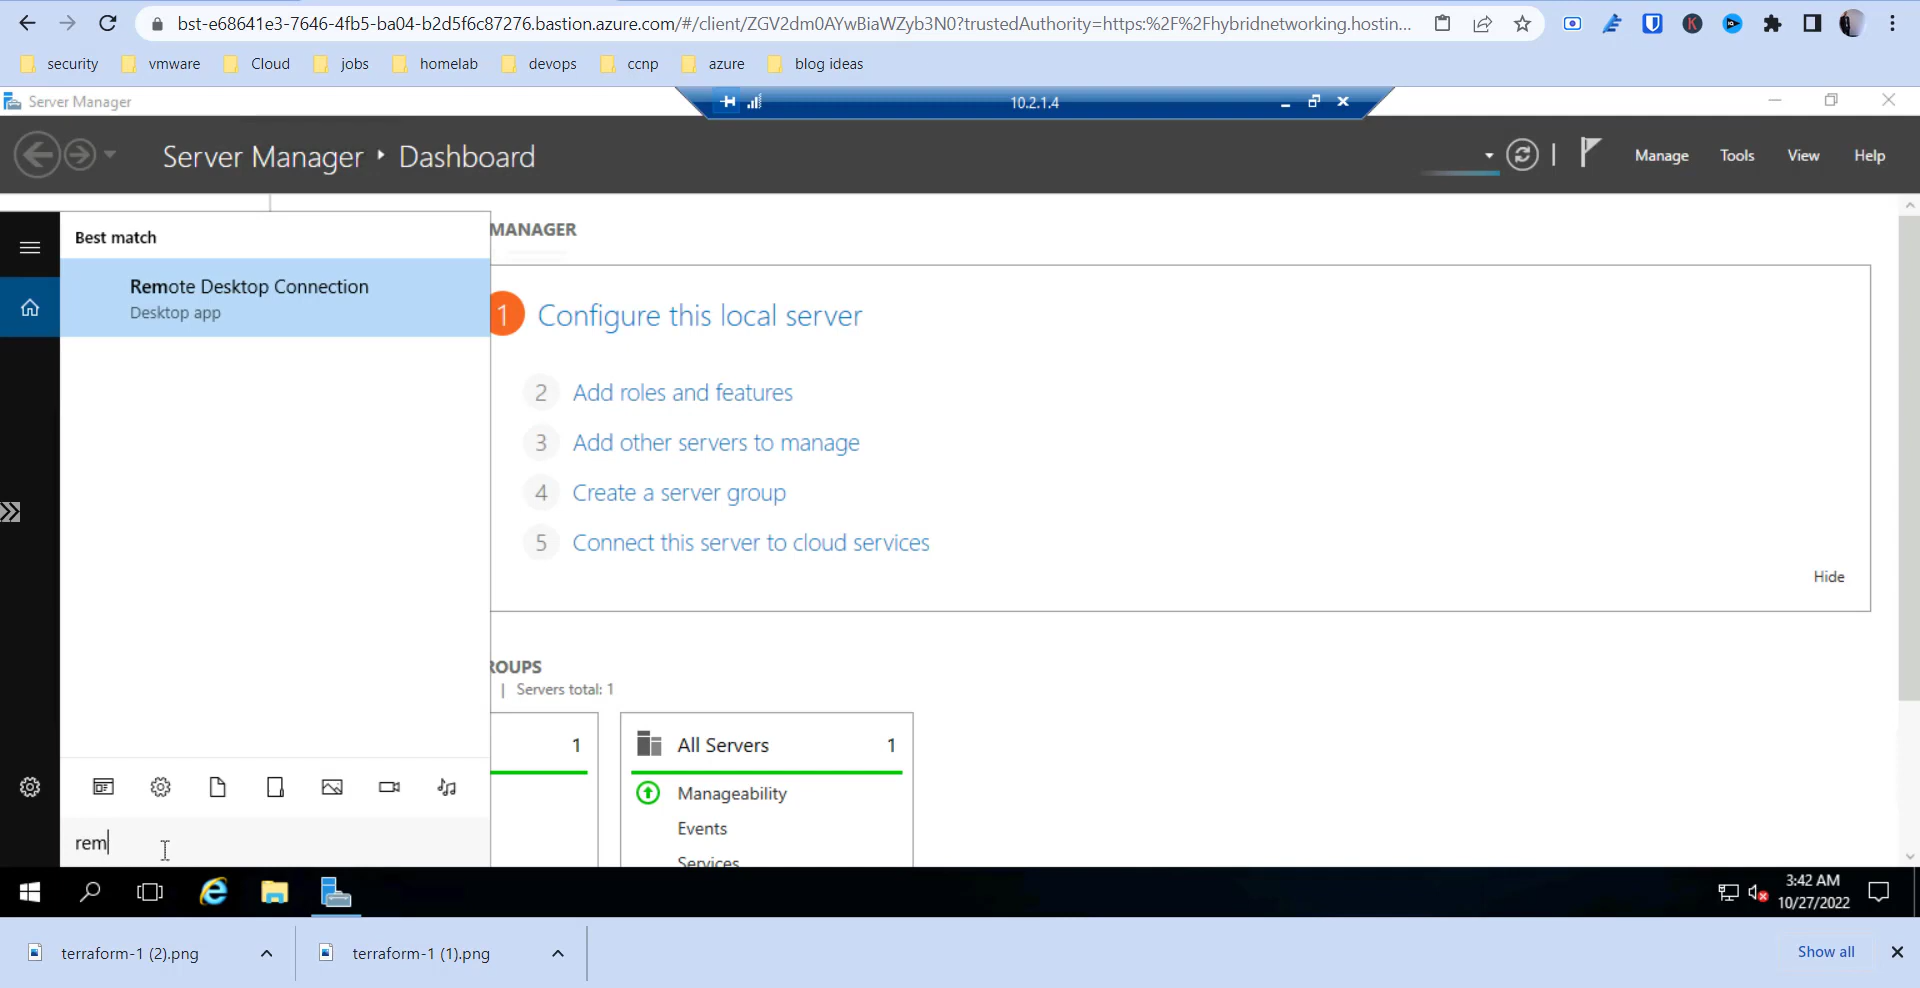 bst-e68641e3-7646-4fb5-ba04-b2d5f6c87276.bastion.azure.com/#/client/ZGV2dm0AYwBiaWZyb3N0?trustedAuthority=https:%2F%2Fhybridnetworking.hostin...
security vmware Cloud jobs homelab devops ccnp azure blog ideas
Server Manager
10.2.1.4
Server Manager Dashboard
Manage Tools View Help
Best match
Remote Desktop Connection
Desktop app
MANAGER
1 Configure this local server
2 Add roles and features
3 Add other servers to manage
4 Create a server group
5 Connect this server to cloud services
Hide
ROUPS
| Servers total: 1
1
All Servers 1
Manageability
Events
Services
rem
3:42 AM
10/27/2022
terraform-1 (2).png
terraform-1 (1).png
Show all